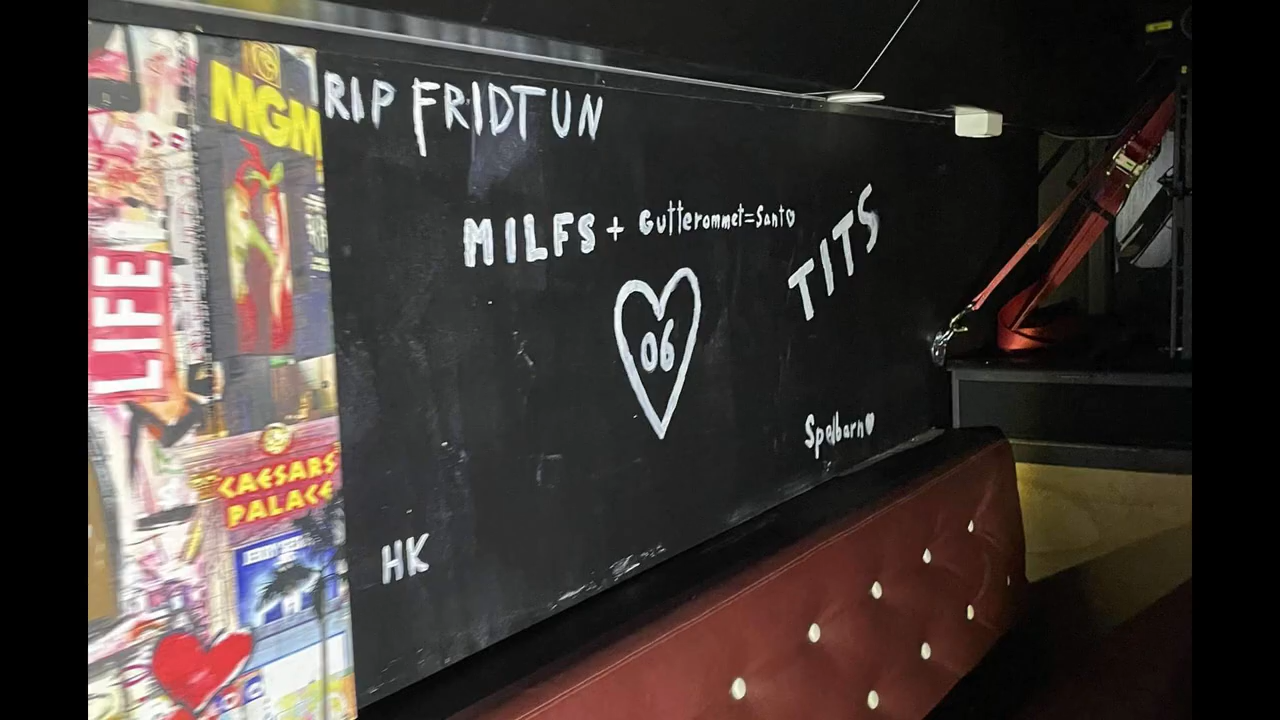 RIP FRIDTUN
MGM
MILFS + Gutterommet=Sant♥
TITS
LIFE
06
Spelbarn♥
CAESARS
PALACE
HK